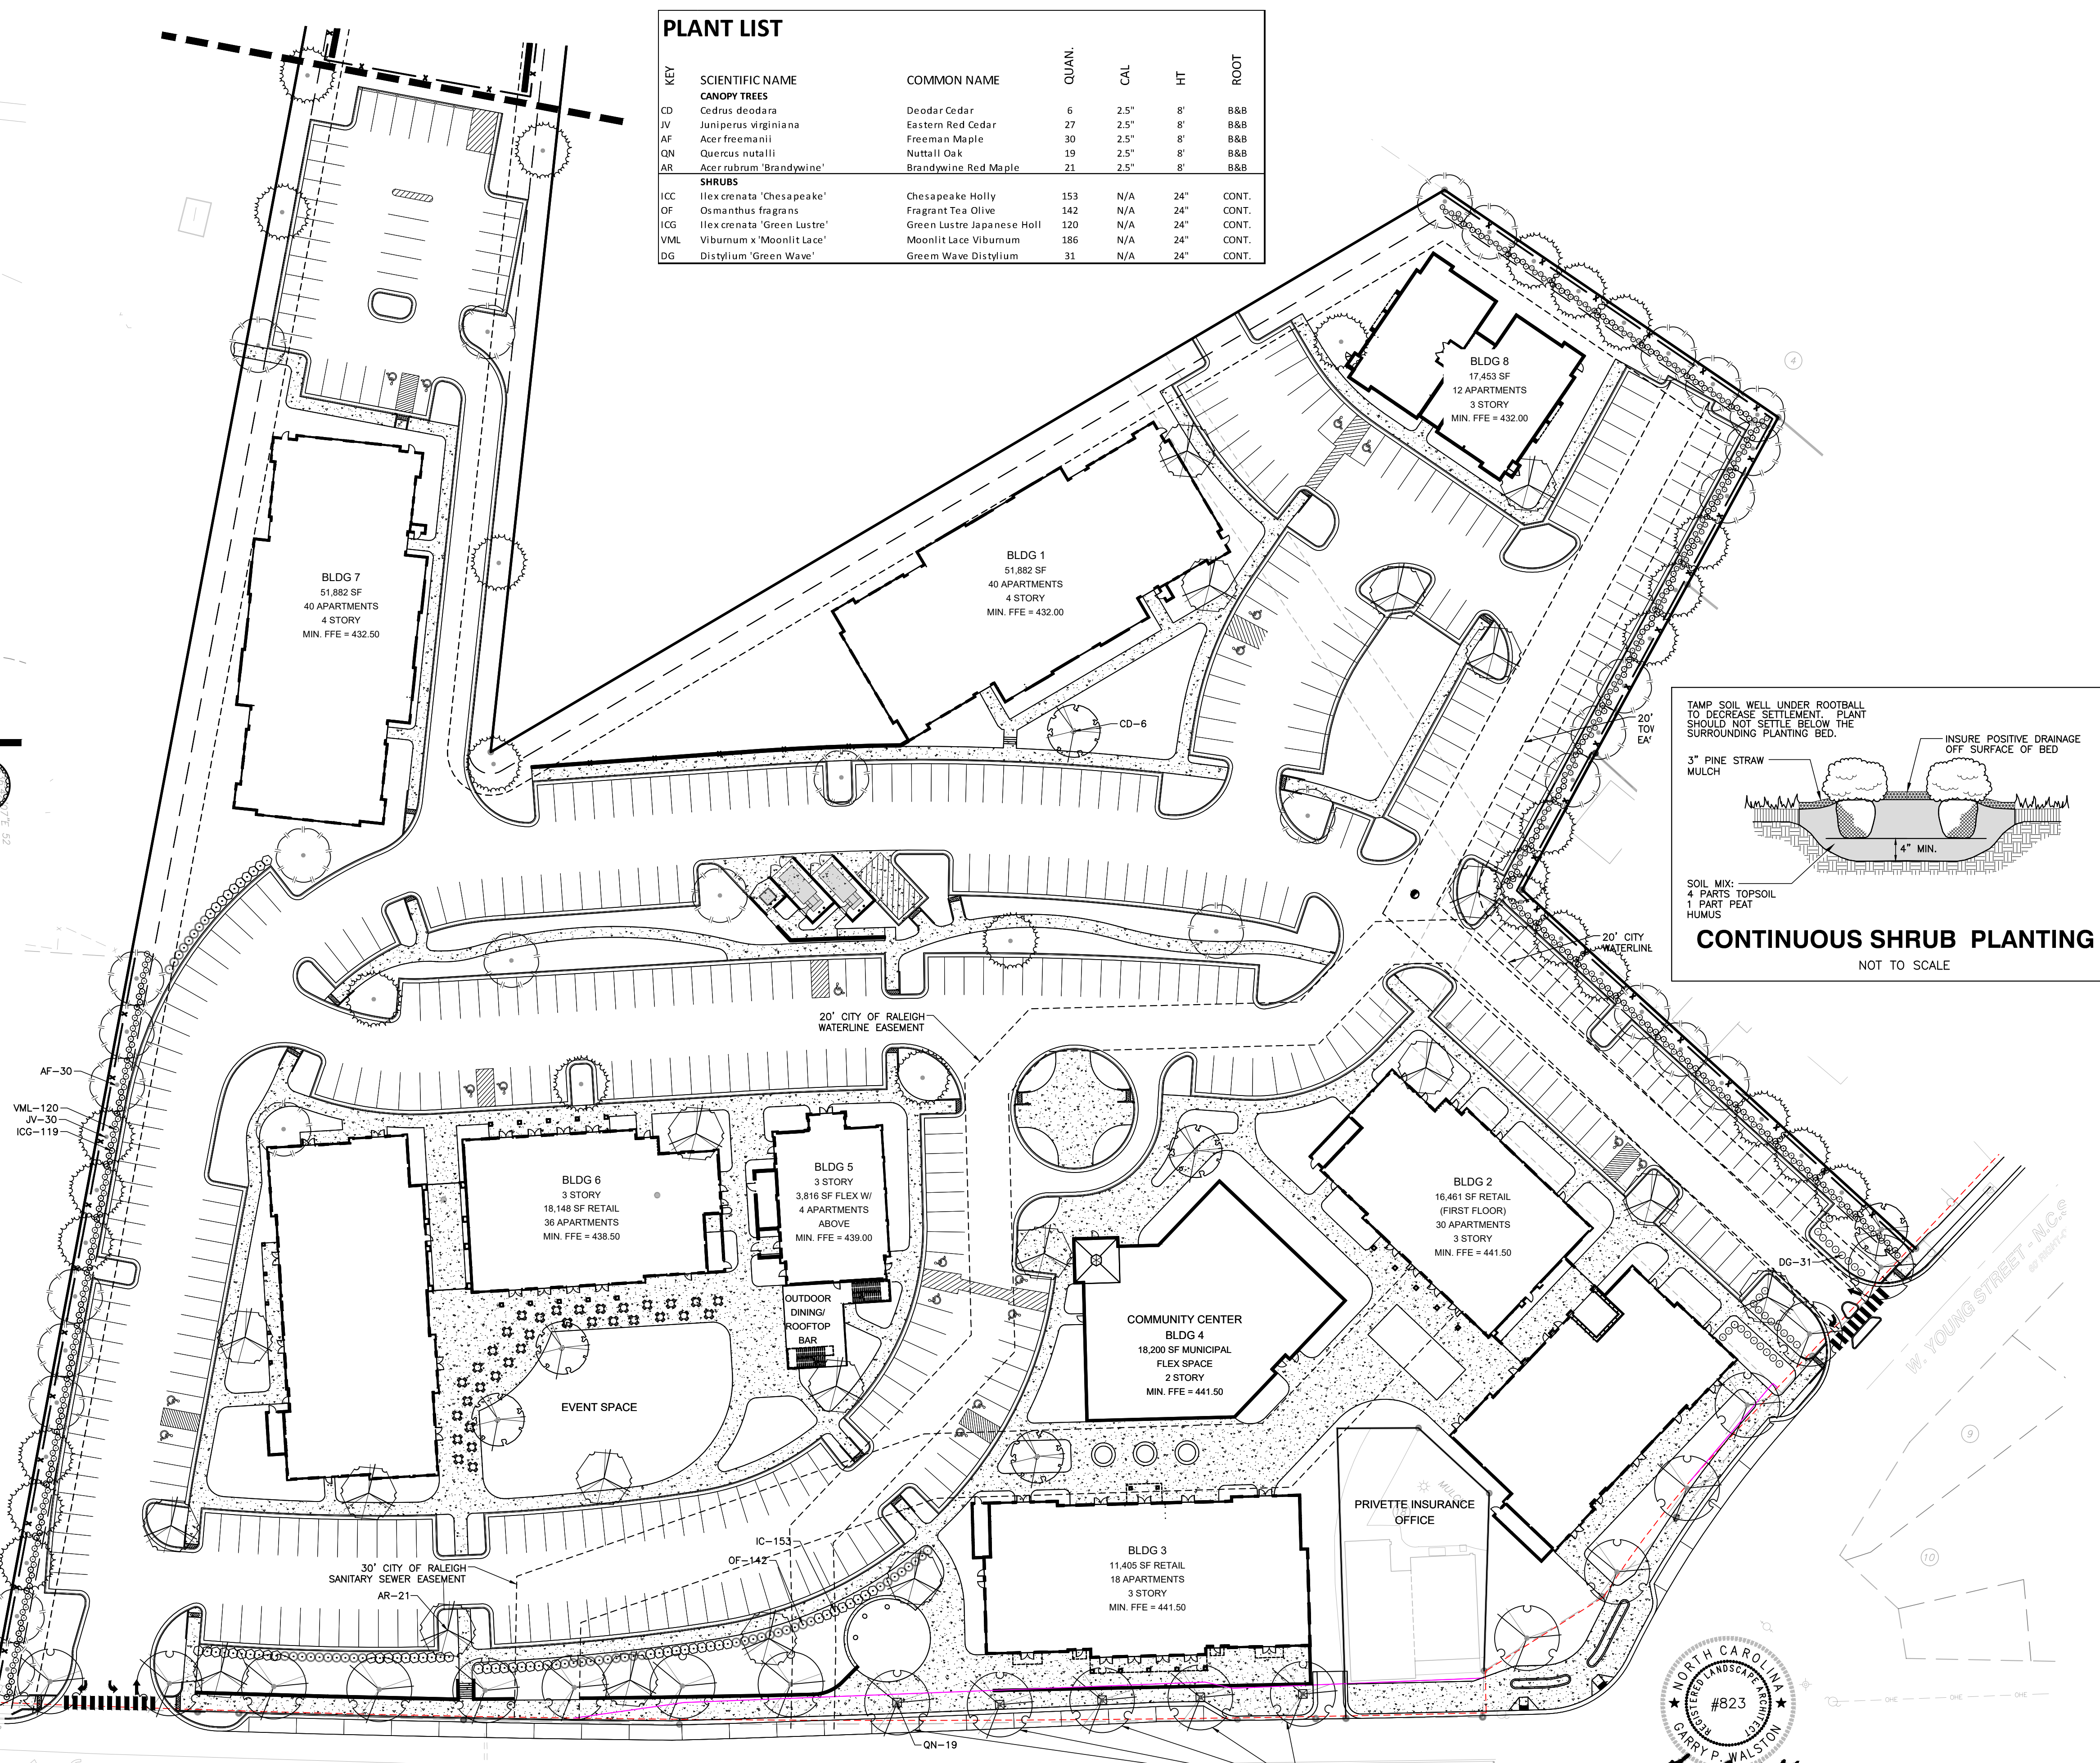 PLANT LIST
KEY SCIENTIFIC NAME COMMON NAME QUAN. CAL HT ROOT
CANOPY TREES
CD Cedrus deodara Deodar Cedar 6 2.5" 8' B&B
JV Juniperus virginiana Eastern Red Cedar 27 2.5" 8' B&B
AF Acer freemanii Freeman Maple 30 2.5" 8' B&B
QN Quercus nutalli Nuttall Oak 19 2.5" 8' B&B
AR Acer rubrum 'Brandywine' Brandywine Red Maple 21 2.5" 8' B&B
SHRUBS
ICC Ilex crenata 'Chesapeake' Chesapeake Holly 153 N/A 24" CONT.
OF Osmanthus fragrans Fragrant Tea Olive 142 N/A 24" CONT.
ICG Ilex crenata 'Green Lustre' Green Lustre Japanese Holl 120 N/A 24" CONT.
VML Viburnum x 'Moonlit Lace' Moonlit Lace Viburnum 186 N/A 24" CONT.
DG Distylium 'Green Wave' Greem Wave Distylium 31 N/A 24" CONT.
BLDG 8
17,453 SF
12 APARTMENTS
3 STORY
MIN. FFE = 432.00
4
BLDG 7
51,882 SF
40 APARTMENTS
4 STORY
MIN. FFE = 432.50
BLDG 1
51,882 SF
40 APARTMENTS
4 STORY
MIN. FFE = 432.00
CD-6
20'
TOW
EA
TAMP SOIL WELL UNDER ROOTBALL
TO DECREASE SETTLEMENT. PLANT
SHOULD NOT SETTLE BELOW THE
SURROUNDING PLANTING BED.
INSURE POSITIVE DRAINAGE
OFF SURFACE OF BED
3" PINE STRAW
MULCH
4" MIN.
SOIL MIX:
4 PARTS TOPSOIL
1 PART PEAT
HUMUS
CONTINUOUS SHRUB PLANTING
NOT TO SCALE
20' CITY
WATERLINE
20' CITY OF RALEIGH
WATERLINE EASEMENT
AF-30
VML-120
JV-30
ICG-119
BLDG 6
3 STORY
18,148 SF RETAIL
36 APARTMENTS
MIN. FFE = 438.50
BLDG 5
3 STORY
3,816 SF FLEX W/
4 APARTMENTS
ABOVE
MIN. FFE = 439.00
OUTDOOR
DINING/
ROOFTOP
BAR
EVENT SPACE
BLDG 2
16,461 SF RETAIL
(FIRST FLOOR)
30 APARTMENTS
3 STORY
MIN. FFE = 441.50
COMMUNITY CENTER
BLDG 4
18,200 SF MUNICIPAL
FLEX SPACE
2 STORY
MIN. FFE = 441.50
DG-31
W. YOUNG STREET - N.C.S
9
10
PRIVETTE INSURANCE
OFFICE
BLDG 3
11,405 SF RETAIL
18 APARTMENTS
3 STORY
MIN. FFE = 441.50
IC-153
OF-142
30' CITY OF RALEIGH
SANITARY SEWER EASEMENT
AR-21
QN-19
OHE OHE OHE
NORTH CAROLINA
REGISTERED LANDSCAPE ARCHITECT
#823
GARRY P. WALSTON